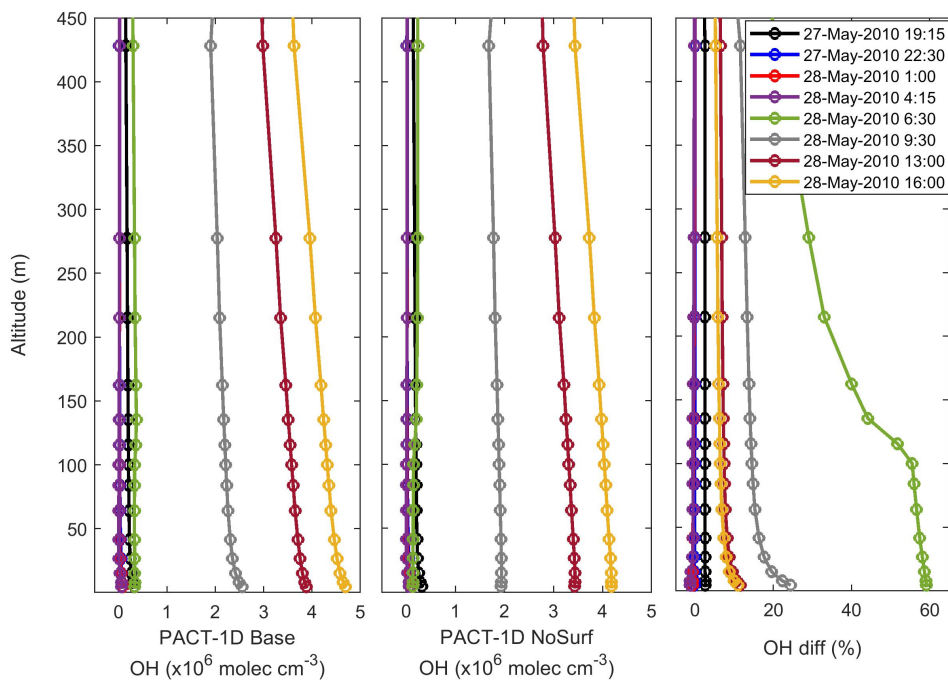 450
400
350
300
250
200
150
100
50
Altitude (m)
0 1 2 3 4 5
PACT-1D Base
OH (x10⁶ molec cm⁻³)
0 1 2 3 4 5
PACT-1D NoSurf
OH (x10⁶ molec cm⁻³)
0 20 40 60
OH diff (%)
27-May-2010 19:15
27-May-2010 22:30
28-May-2010 1:00
28-May-2010 4:15
28-May-2010 6:30
28-May-2010 9:30
28-May-2010 13:00
28-May-2010 16:00